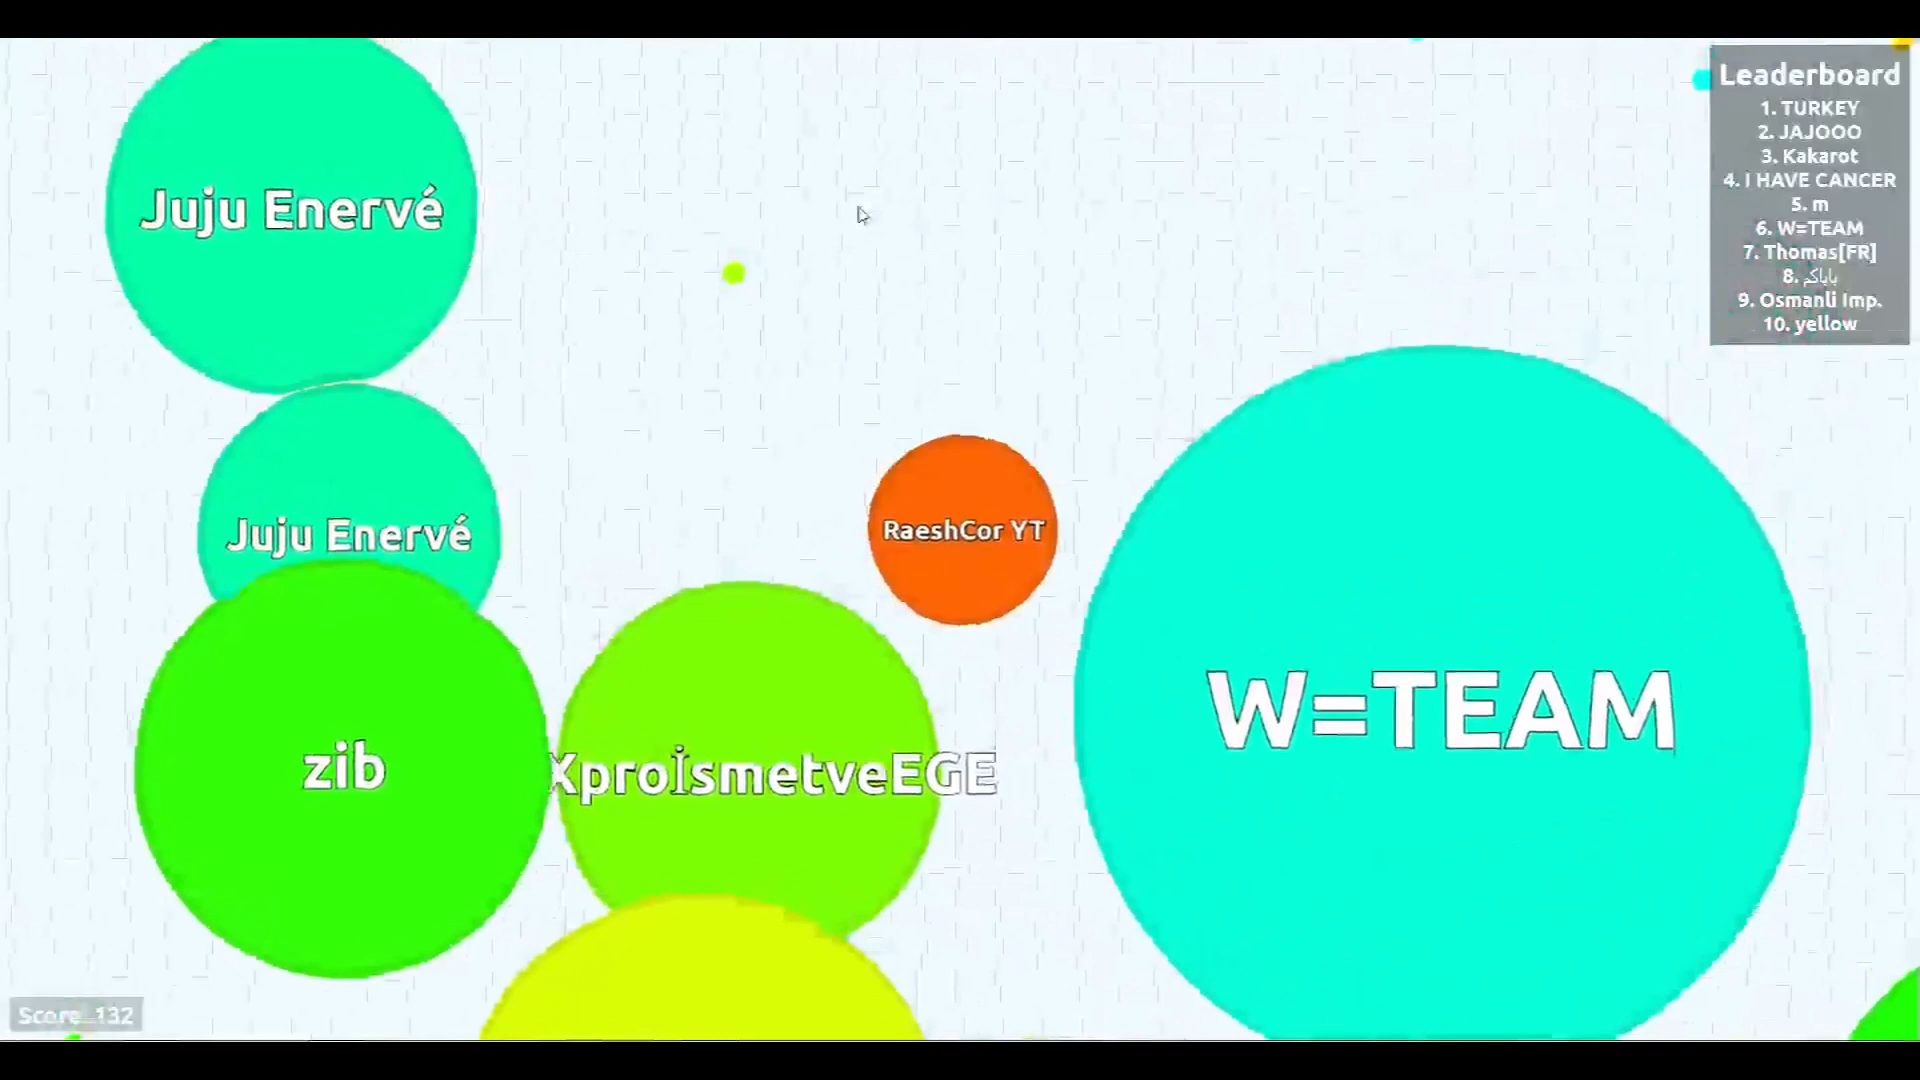 Juju Enervé
Juju Enervé
zib
XproİsmetveEGE
RaeshCor YT
W=TEAM
Leaderboard
1. TURKEY
2. JAJOOO
3. Kakarot
4. I HAVE CANCER
5. m
6. W=TEAM
7. Thomas[FR]
8. باباكم
9. Osmanli Imp.
10. yellow
Score: 132